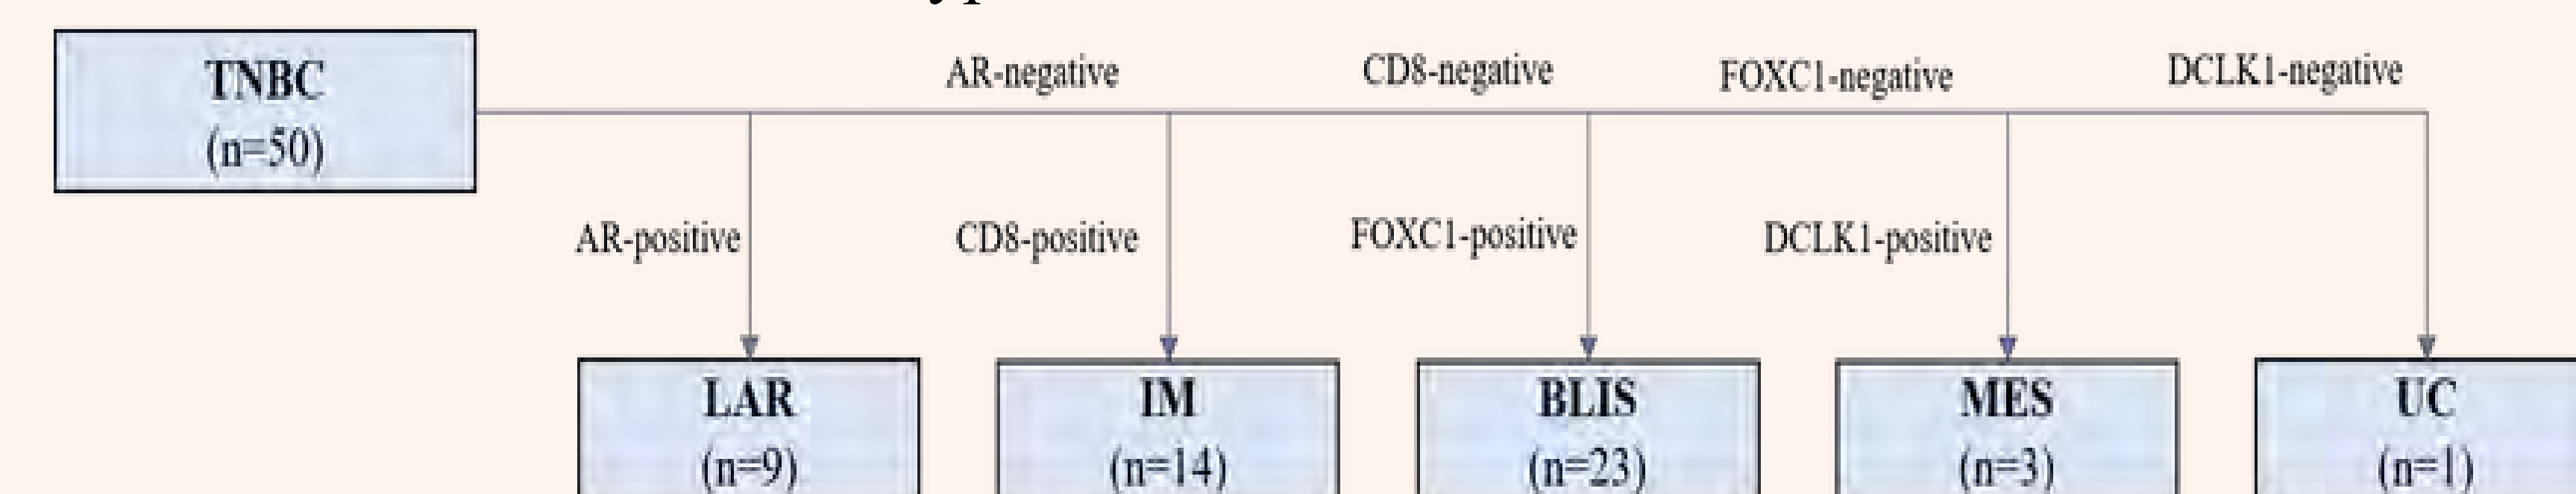 TNBC
(n=50)
AR-negative
CD8-negative
FOXC1-negative
DCLK1-negative
AR-positive
CD8-positive
FOXC1-positive
DCLK1-positive
LAR
(n=9)
IM
(n=14)
BLIS
(n=23)
MES
(n=3)
UC
(n=1)